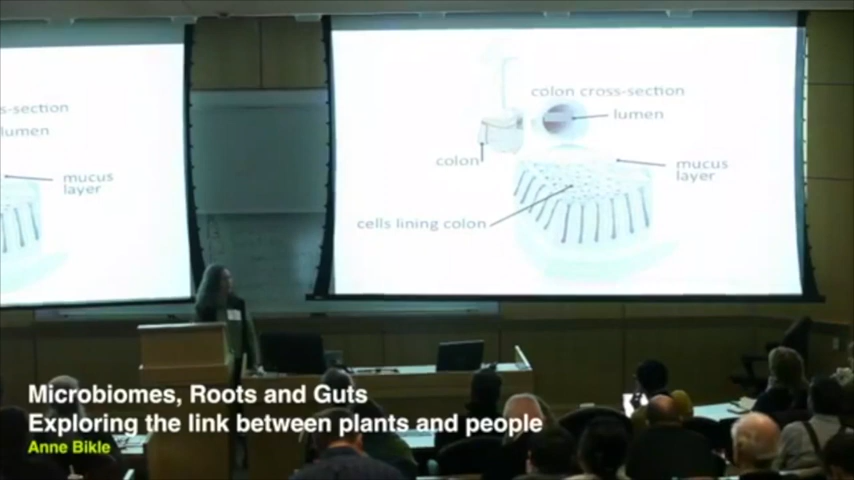 s-section
lumen
mucus
layer
colon cross-section
lumen
colon
mucus
layer
cells lining colon
Microbiomes, Roots and Guts
Exploring the link between plants and people
Anne Bikle